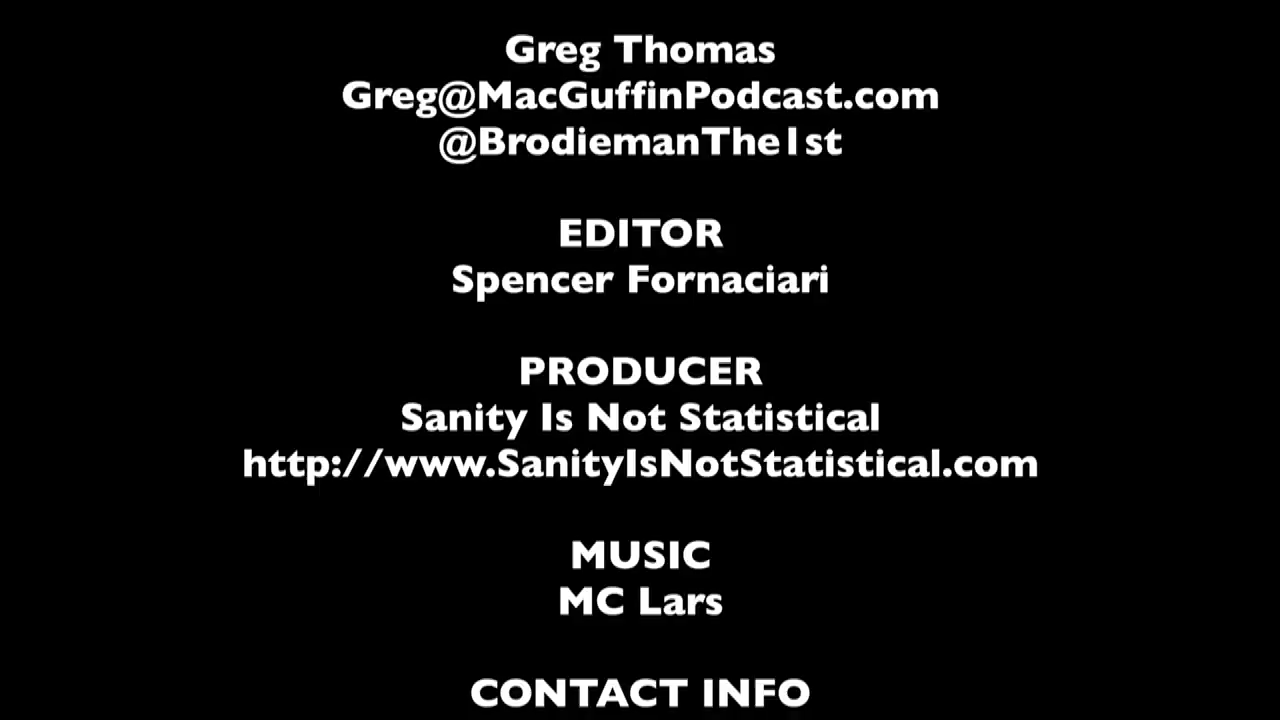 Greg Thomas
Greg@MacGuffinPodcast.com
@BrodiemanThe1st
EDITOR
Spencer Fornaciari
PRODUCER
Sanity Is Not Statistical
http://www.SanityIsNotStatistical.com
MUSIC
MC Lars
CONTACT INFO